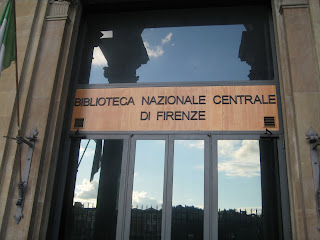 BIBLIOTECA NAZIONALE CENTRALE
DI FIRENZE